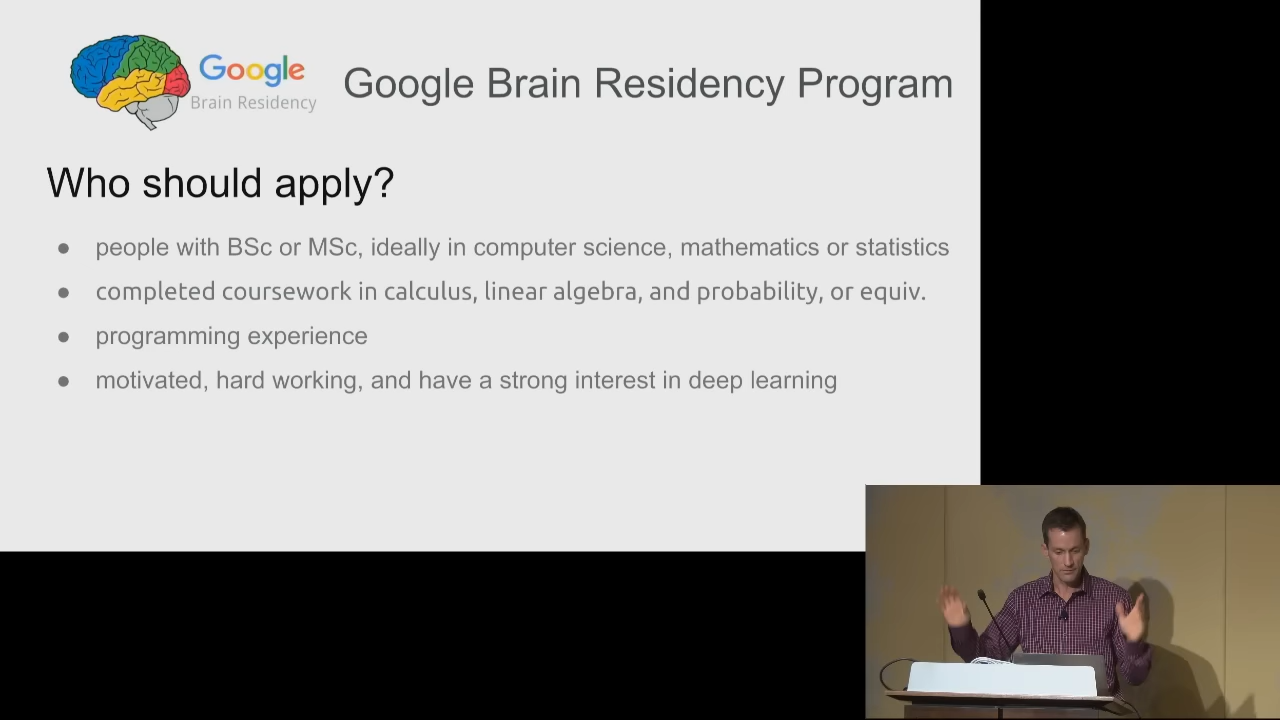 Google
Brain Residency
Google Brain Residency Program
Who should apply?
● people with BSc or MSc, ideally in computer science, mathematics or statistics
● completed coursework in calculus, linear algebra, and probability, or equiv.
● programming experience
● motivated, hard working, and have a strong interest in deep learning